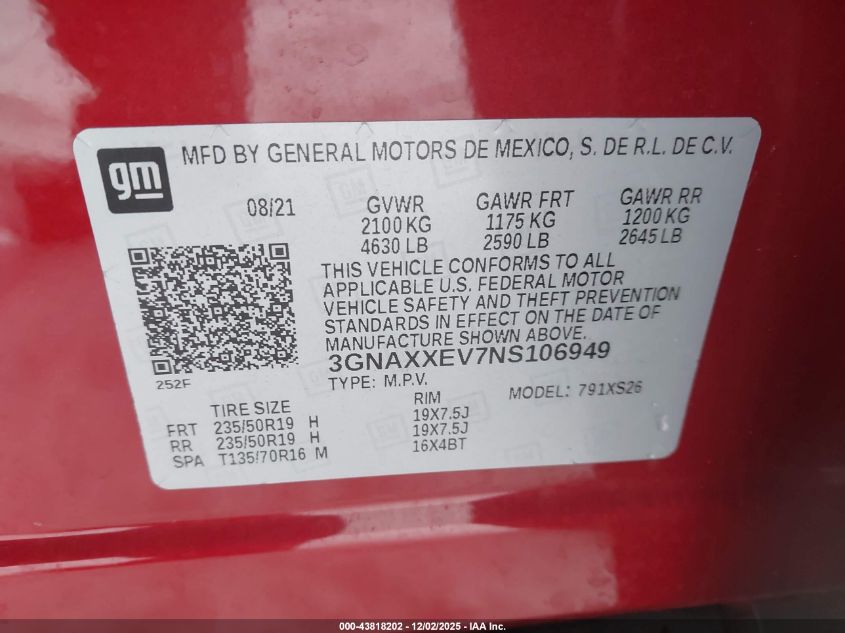 gm
MFD BY GENERAL MOTORS DE MEXICO, S. DE R.L. DE C.V.
08/21 GVWR GAWR FRT GAWR RR
2100 KG 1175 KG 1200 KG
4630 LB 2590 LB 2645 LB
THIS VEHICLE CONFORMS TO ALL
APPLICABLE U.S. FEDERAL MOTOR
VEHICLE SAFETY AND THEFT PREVENTION
STANDARDS IN EFFECT ON THE DATE OF
MANUFACTURE SHOWN ABOVE.
3GNAXXEV7NS106949
252F
TYPE: M.P.V. MODEL: 791XS26
TIRE SIZE RIM
FRT 235/50R19 H 19X7.5J
RR 235/50R19 H 19X7.5J
SPA T135/70R16 M 16X4BT
000-43818202 - 12/02/2025 - IAA Inc.